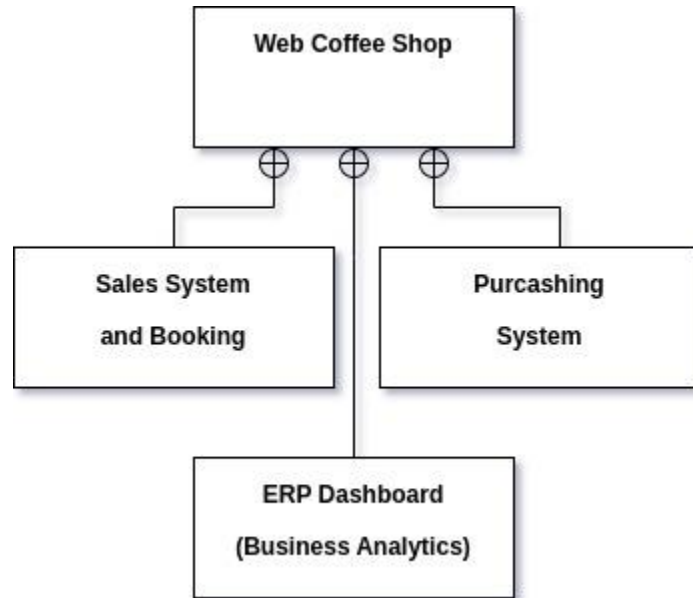 Web Coffee Shop
Sales System
and Booking
Purcashing
System
ERP Dashboard
(Business Analytics)